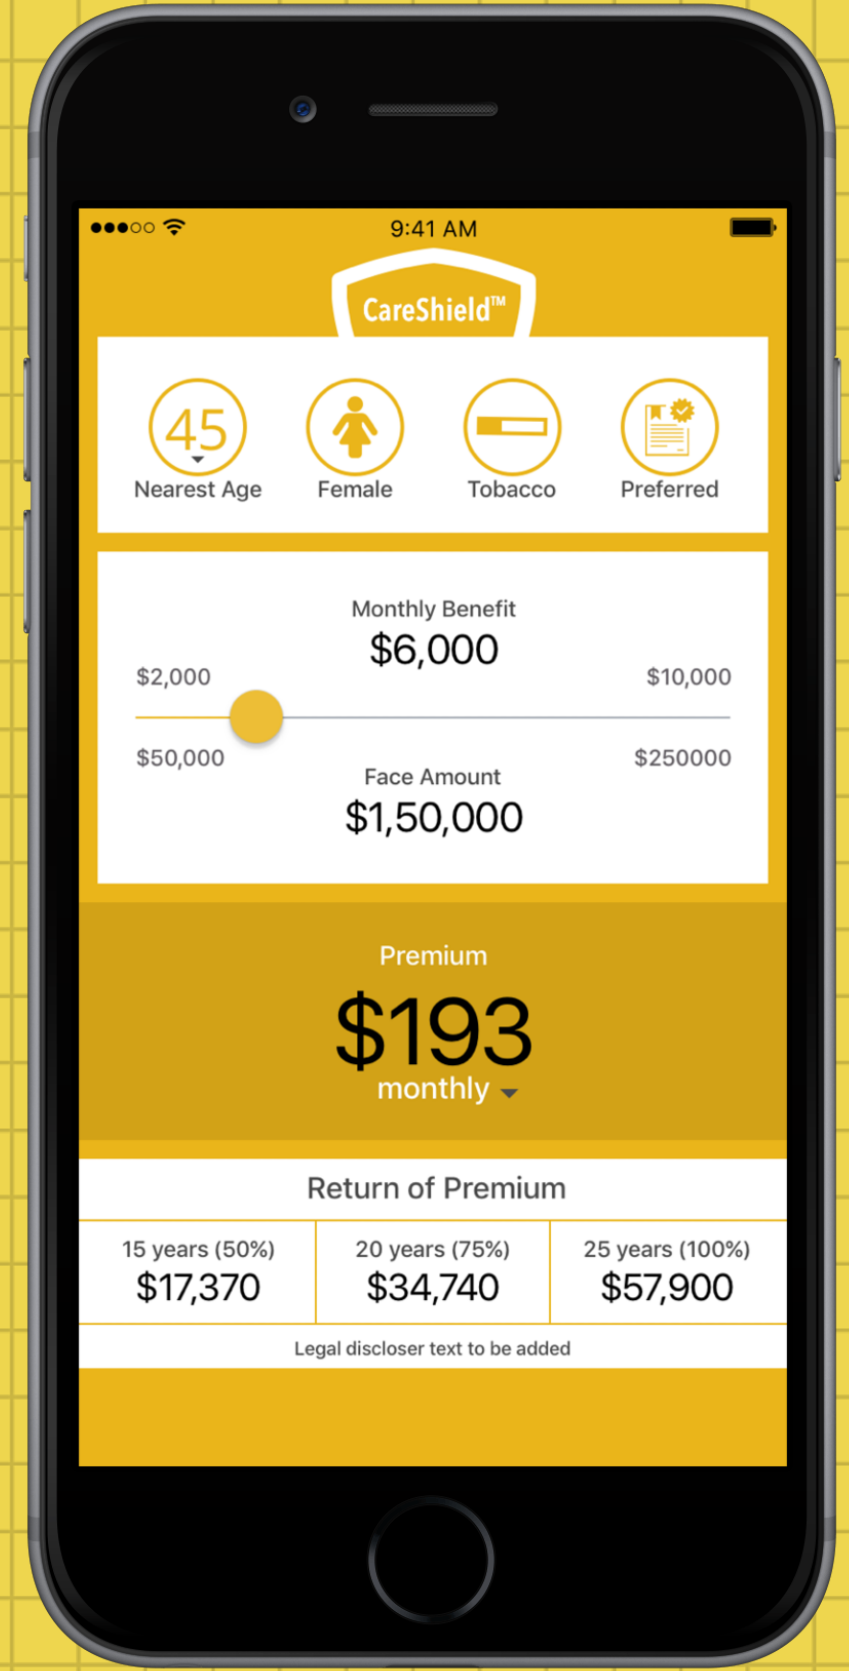 9:41 AM
CareShield™
45
Nearest Age Female Tobacco Preferred
Monthly Benefit
$6,000
$2,000 $10,000
$50,000 $250000
Face Amount
$1,50,000
Premium
$193
monthly
Return of Premium
15 years (50%) 20 years (75%) 25 years (100%)
$17,370 $34,740 $57,900
Legal discloser text to be added